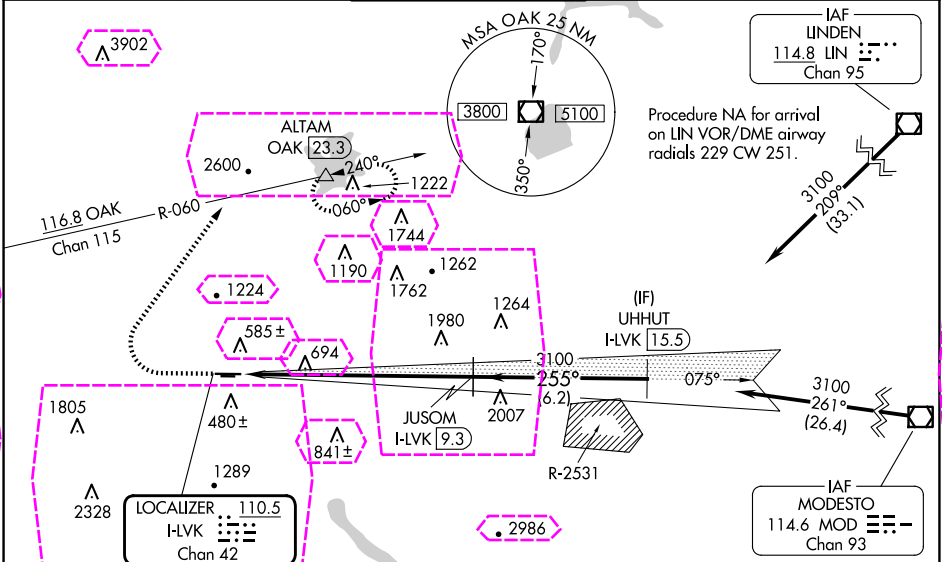 3902
MSA OAK 25 NM
170°
3800
5100
350°
IAF
LINDEN
114.8 LIN
Chan 95
Procedure NA for arrival
on LIN VOR/DME airway
radials 229 CW 251.
3100
209°
(33.1)
ALTAM
OAK 23.3
2600
240°
1222
060°
116.8 OAK
R-060
Chan 115
1744
1190
1762
1262
1224
1264
1980
585±
694
(IF)
UHHUT
I-LVK 15.5
3100
255°
(6.2)
075°
3100
261°
(26.4)
JUSOM
I-LVK 9.3
2007
R-2531
1805
480±
841±
1289
2328
LOCALIZER 110.5
I-LVK
Chan 42
2986
IAF
MODESTO
114.6 MOD
Chan 93